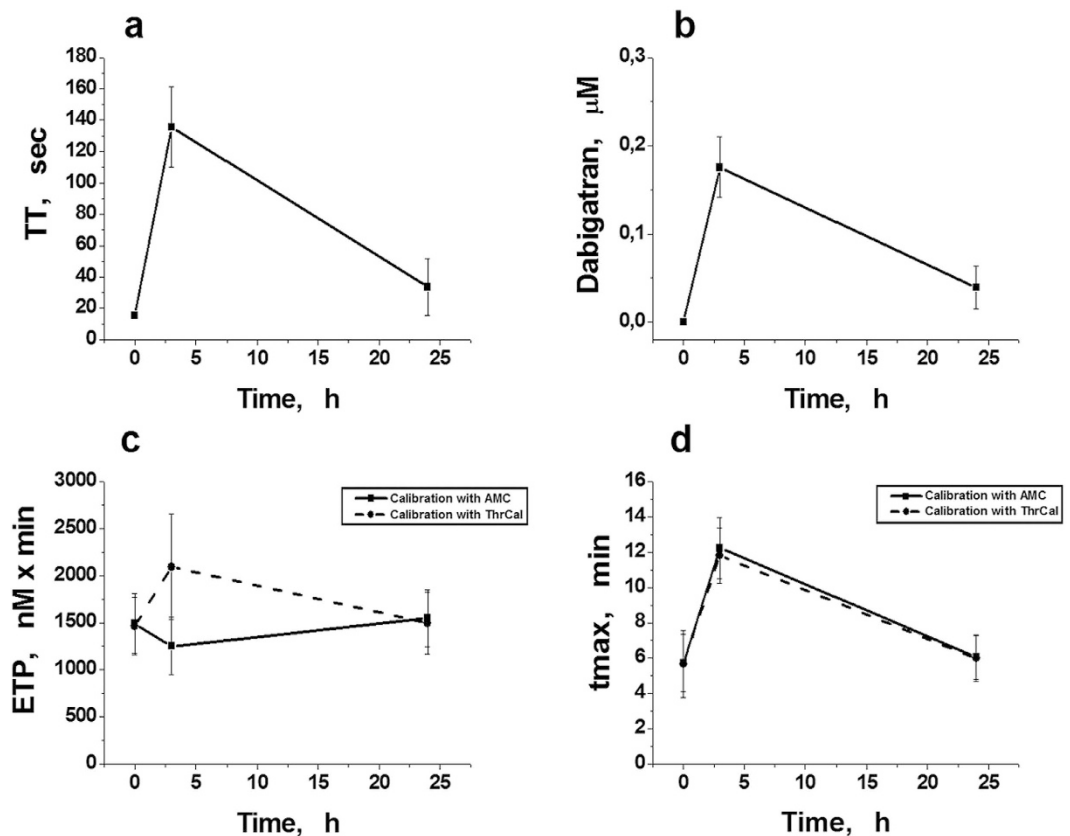 a
180
160
140
120
100
80
60
40
20
0
TT, sec
0 5 10 15 20 25
Time, h
b
0,3
0,2
0,1
0,0
Dabigatran, μM
0 5 10 15 20 25
Time, h
c
3000
2500
2000
1500
1000
500
0
ETP, nM x min
Calibration with AMC
Calibration with ThrCal
0 5 10 15 20 25
Time, h
d
16
14
12
10
8
6
4
2
0
tmax, min
Calibration with AMC
Calibration with ThrCal
0 5 10 15 20 25
Time, h